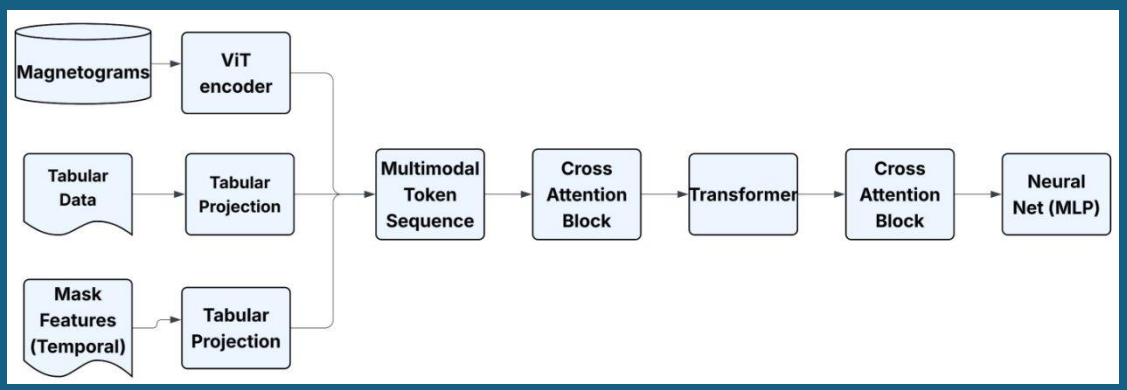 Magnetograms
ViT
encoder
Tabular
Data
Tabular
Projection
Mask
Features
(Temporal)
Tabular
Projection
Multimodal
Token
Sequence
Cross
Attention
Block
Transformer
Cross
Attention
Block
Neural
Net (MLP)